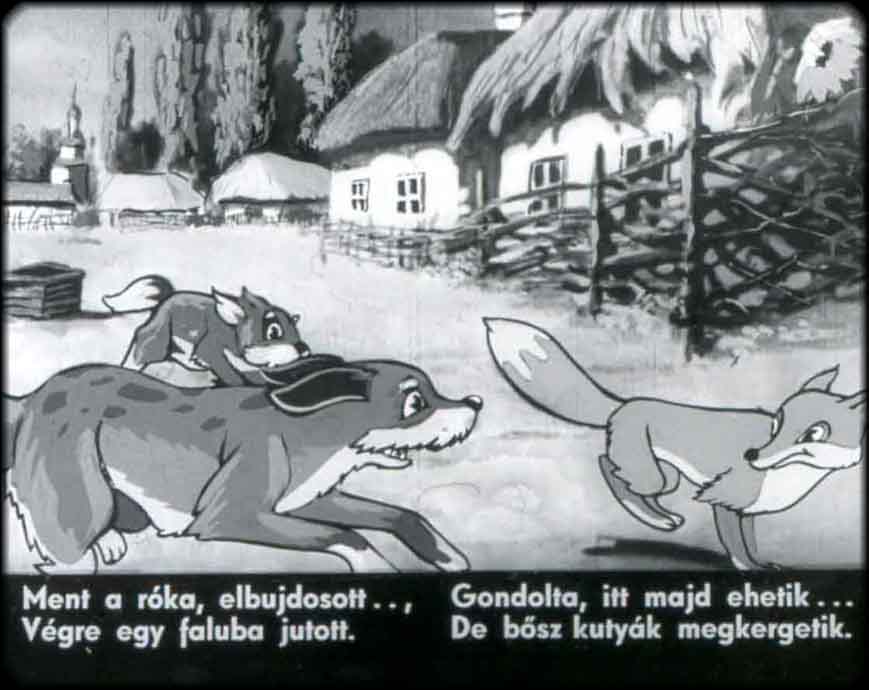 Ment a róka, elbujdosott..,
Végre egy faluba jutott.
Gondolta, itt majd ehetik...
De bősz kutyák megkergetik.